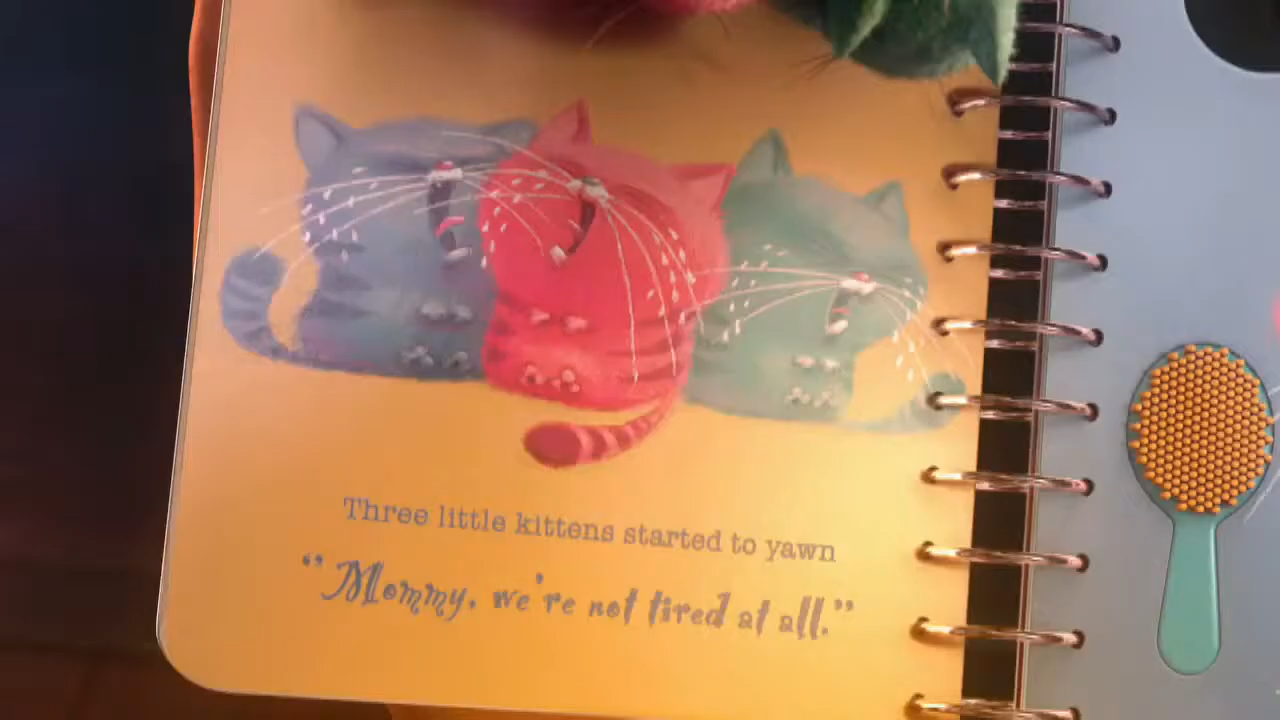 Three little kittens started to yawn
“Mommy, we're not tired at all.”